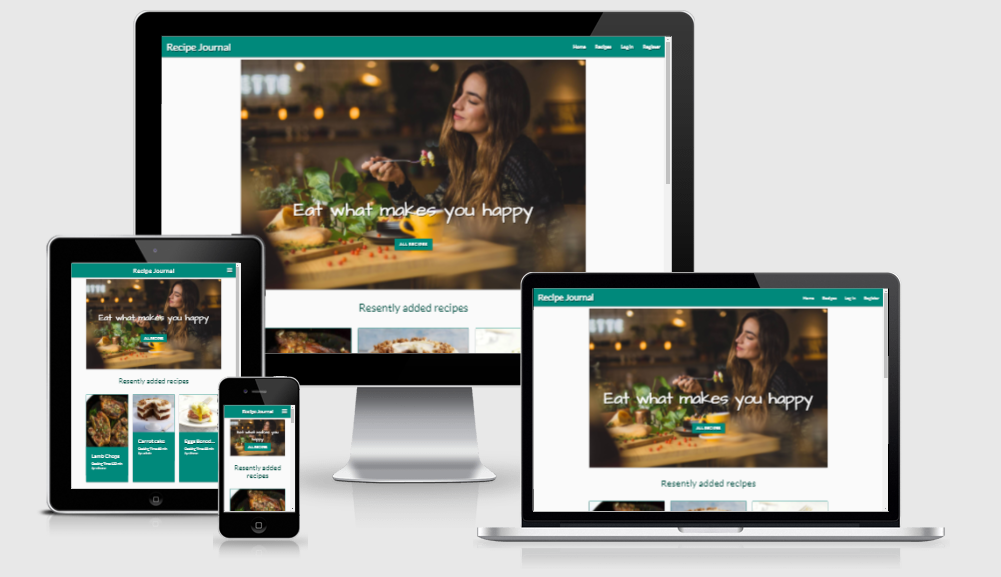 Recipe Journal
Home Recipes Log In Register
ETTE
Eat what makes you happy
ALL RECIPES
Resently added recipes
Recipe Journal
Eat what makes you happy
ALL RECIPES
Resently added recipes
Lamb Chops
Carrot cake
Eggs Bened...
Recipe Journal
Eat what makes you
happy
ALL RECIPES
Resently added
recipes
Recipe Journal
Home Recipes Log In Register
ETTE
Eat what makes you happy
ALL RECIPES
Resently added recipes